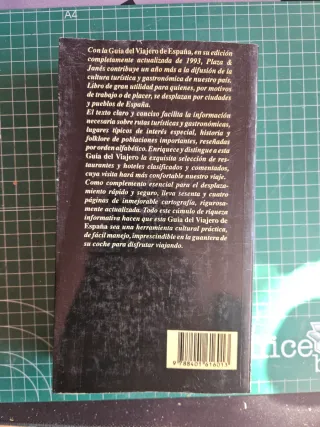 A4
Con la Guía del Viajero de España, en su edición
completamente actualizada de 1993, Plaza &
Janés contribuye un año más a la difusión de la
cultura turística y gastronómica de nuestro país.
Libro de gran utilidad para quienes, por motivos
de trabajo o de placer, se desplazan por ciudades
y pueblos de España.
El texto claro y conciso facilita la información
necesaria sobre rutas turísticas y gastronómicas,
lugares típicos de interés especial, historia y
folklore de poblaciones importantes, reseñadas
por orden alfabético. Enriquece y distingue a esta
Guía del Viajero la exquisita selección de res-
taurantes y hoteles clasificados y comentados,
cuya visita hará más confortable nuestro viaje.
Como complemento esencial para el desplaza-
miento rápido y seguro, lleva sesenta y cuatro
páginas de inmejorable cartografía, rigurosa-
mente actualizada. Todo este cúmulo de riqueza
informativa hacen que esta Guía del Viajero de
España sea una herramienta cultural práctica,
de fácil manejo, imprescindible en la guantera de
su coche para disfrutar viajando.
9 788401 616013
ffice